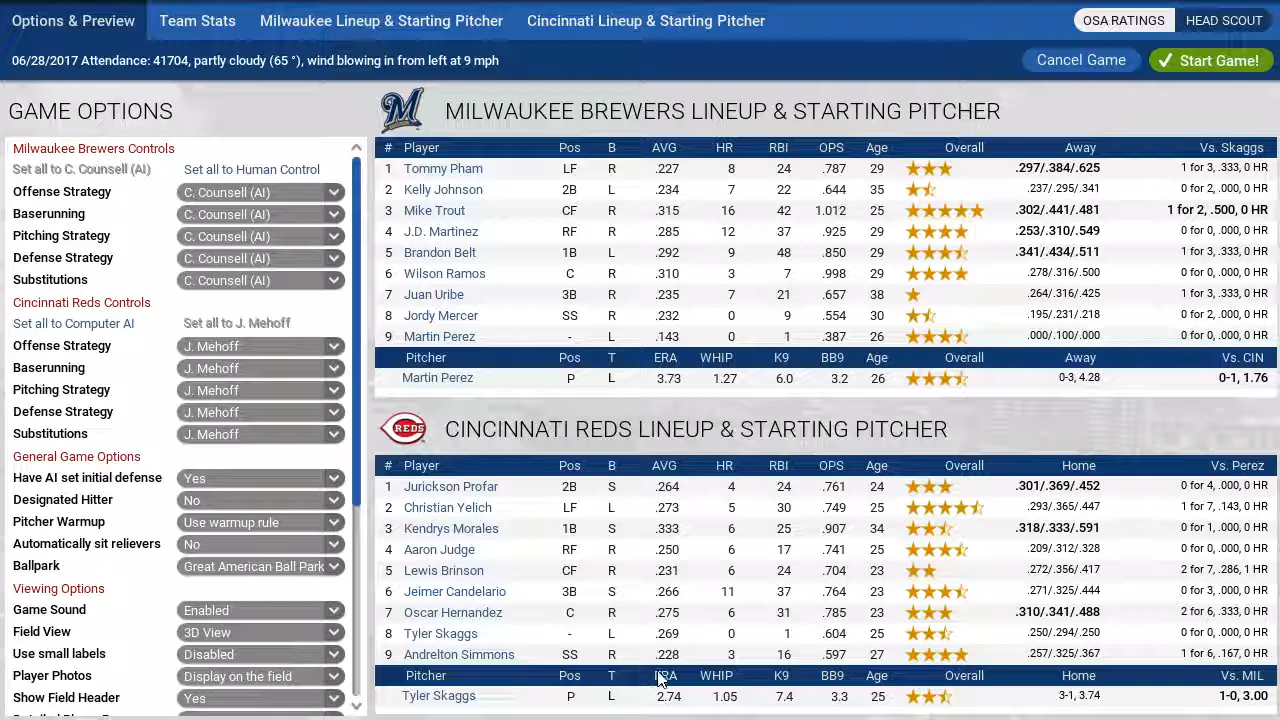 Options & Preview Team Stats Milwaukee Lineup & Starting Pitcher Cincinnati Lineup & Starting Pitcher OSA RATINGS HEAD SCOUT
06/28/2017 Attendance: 41704, partly cloudy (65 °), wind blowing in from left at 9 mph Cancel Game Start Game!
GAME OPTIONS
Milwaukee Brewers Controls
Set all to C. Counsell (AI) Set all to Human Control
Offense Strategy C. Counsell (AI)
Baserunning C. Counsell (AI)
Pitching Strategy C. Counsell (AI)
Defense Strategy C. Counsell (AI)
Substitutions C. Counsell (AI)
Cincinnati Reds Controls
Set all to Computer AI Set all to J. Mehoff
Offense Strategy J. Mehoff
Baserunning J. Mehoff
Pitching Strategy J. Mehoff
Defense Strategy J. Mehoff
Substitutions J. Mehoff
General Game Options
Have AI set initial defense Yes
Designated Hitter No
Pitcher Warmup Use warmup rule
Automatically sit relievers No
Ballpark Great American Ball Park
Viewing Options
Game Sound Enabled
Field View 3D View
Use small labels Disabled
Player Photos Display on the field
Show Field Header Yes
M MILWAUKEE BREWERS LINEUP & STARTING PITCHER
# Player Pos B AVG HR RBI OPS Age Overall Away Vs. Skaggs
1 Tommy Pham LF R .227 8 24 .787 29 .297/.384/.625 1 for 3, .333, 0 HR
2 Kelly Johnson 2B L .234 7 22 .644 35 .237/.295/.341 0 for 2, .000, 0 HR
3 Mike Trout CF R .315 16 42 1.012 25 .302/.441/.481 1 for 2, .500, 0 HR
4 J.D. Martinez RF R .285 12 37 .925 29 .253/.310/.549 0 for 0, .000, 0 HR
5 Brandon Belt 1B L .292 9 48 .850 29 .341/.434/.511 1 for 3, .333, 0 HR
6 Wilson Ramos C R .310 3 7 .998 29 .278/.316/.500 0 for 0, .000, 0 HR
7 Juan Uribe 3B R .235 7 21 .657 38 .264/.316/.425 1 for 3, .333, 0 HR
8 Jordy Mercer SS R .232 0 9 .554 30 .195/.231/.218 0 for 2, .000, 0 HR
9 Martin Perez - L .143 0 1 .387 26 .000/.100/.000 0 for 0, .000, 0 HR
Pitcher Pos T ERA WHIP K9 BB9 Age Overall Away Vs. CIN
Martin Perez P L 3.73 1.27 6.0 3.2 26 0-3, 4.28 0-1, 1.76
REDS CINCINNATI REDS LINEUP & STARTING PITCHER
# Player Pos B AVG HR RBI OPS Age Overall Home Vs. Perez
1 Jurickson Profar 2B S .264 4 24 .761 24 .301/.369/.452 0 for 4, .000, 0 HR
2 Christian Yelich LF L .273 5 30 .749 25 .293/.365/.447 1 for 7, .143, 0 HR
3 Kendrys Morales 1B S .333 6 25 .907 34 .318/.333/.591 0 for 1, .000, 0 HR
4 Aaron Judge RF R .250 6 17 .741 25 .209/.312/.328 0 for 0, .000, 0 HR
5 Lewis Brinson CF R .231 6 24 .704 23 .272/.356/.417 2 for 7, .286, 1 HR
6 Jeimer Candelario 3B S .266 11 37 .764 23 .271/.325/.444 0 for 3, .000, 0 HR
7 Oscar Hernandez C R .275 6 31 .785 23 .310/.341/.488 2 for 6, .333, 0 HR
8 Tyler Skaggs - L .269 0 1 .604 25 .250/.294/.250 0 for 0, .000, 0 HR
9 Andrelton Simmons SS R .228 3 16 .597 27 .257/.325/.367 1 for 6, .167, 0 HR
Pitcher Pos T ERA WHIP K9 BB9 Age Overall Home Vs. MIL
Tyler Skaggs P L 2.74 1.05 7.4 3.3 25 3-1, 3.74 1-0, 3.00